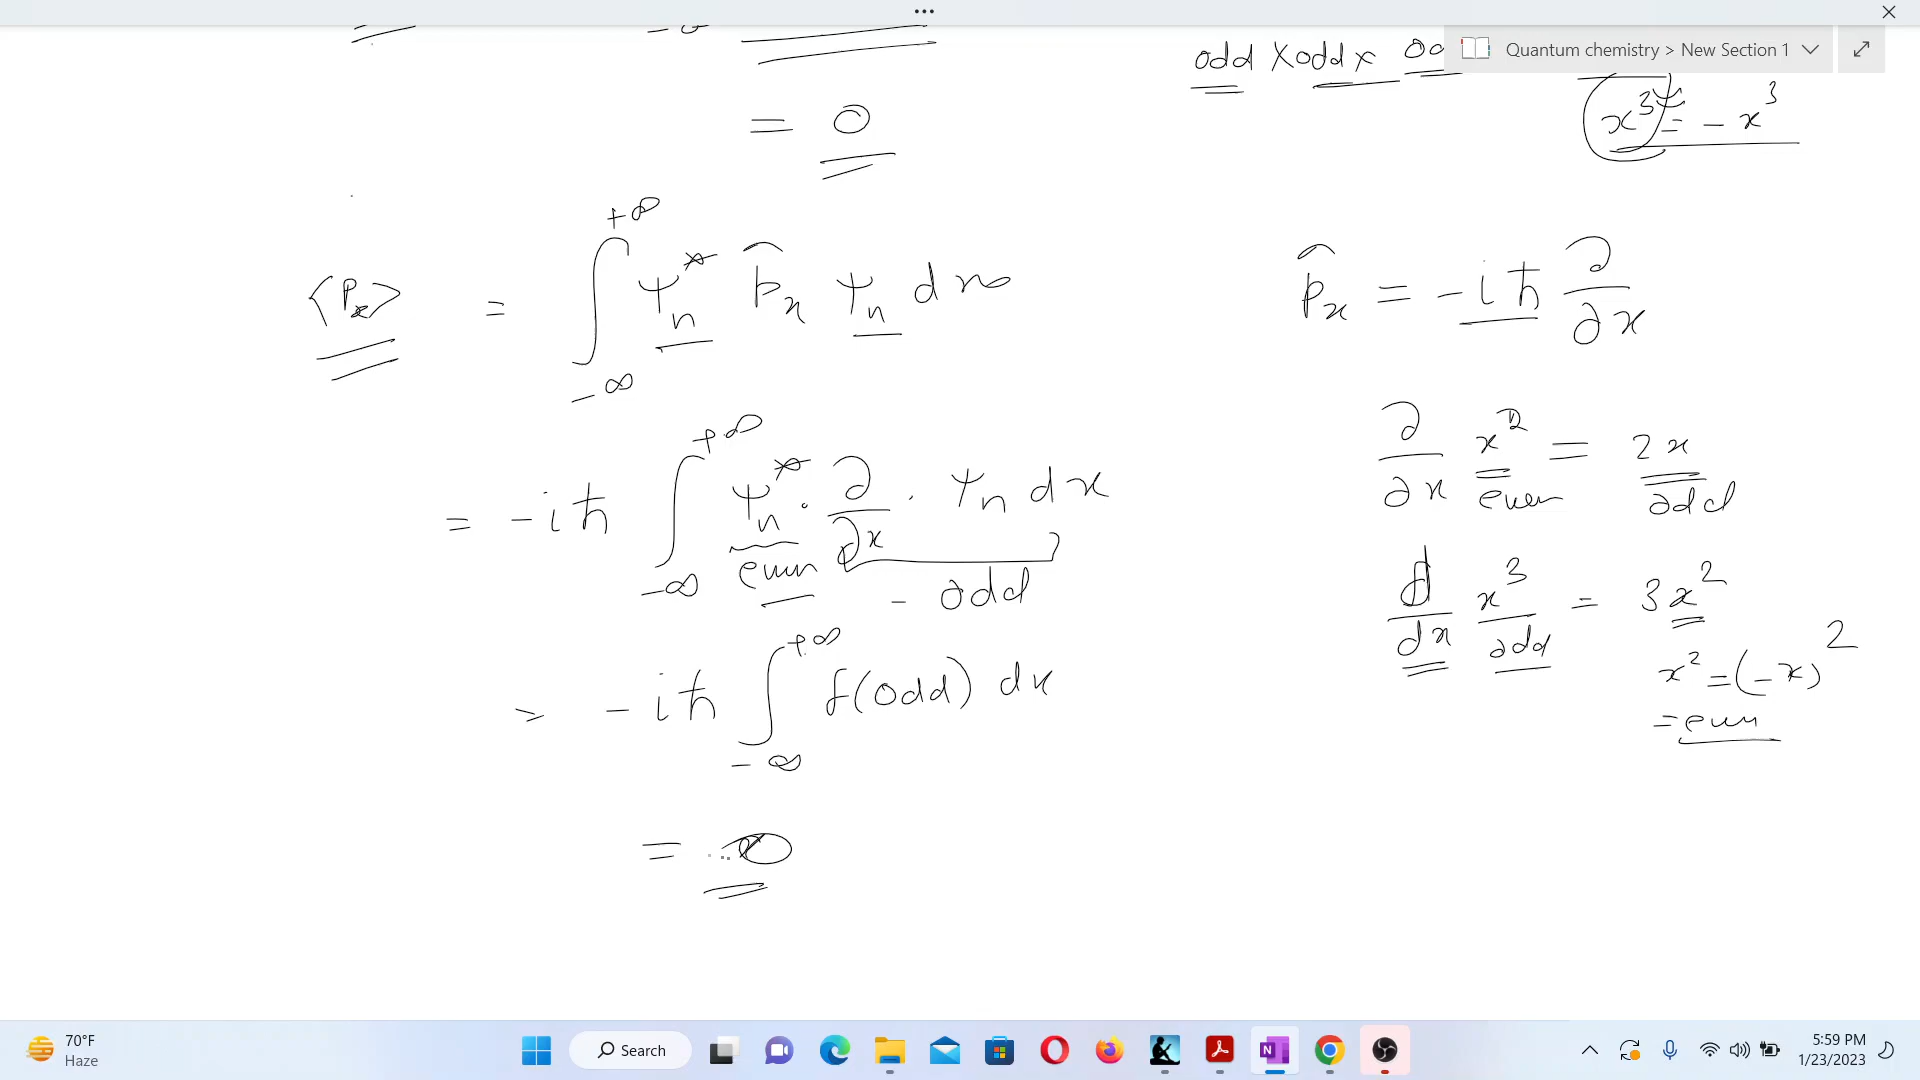 odd X odd x
Quantum chemistry > New Section 1
= 0
x³ = - x³
⟨Pₓ⟩ = ∫_{-∞}^{+∞} ψₙ* p̂ₓ ψₙ dx
p̂ₓ = -iħ ∂/∂x
= -iħ ∫_{-∞}^{+∞} ψₙ* · ∂/∂x · ψₙ dx
even - odd
∂/∂x x² = 2x
even odd
d/dx x³ = 3x²
odd
x² = (-x)²
= even
= -iħ ∫_{-∞}^{+∞} f(odd) dx
=
70°F
Haze
Search
5:59 PM
1/23/2023